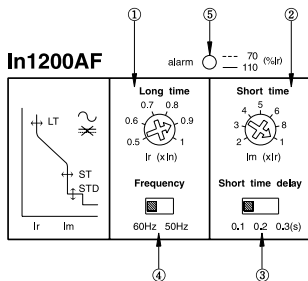 ① ⑤ ②
alarm --- 70 (%Ir)
— 110
In1200AF
Long time
0.7 0.8
0.6 0.9
0.5 1
Ir (xIn)
Short time
5
4 6
3 8
2 1
Im (xIr)
LT
ST
STD
Ir Im
Frequency
60Hz 50Hz
Short time delay
0.1 0.2 0.3(s)
④ ③